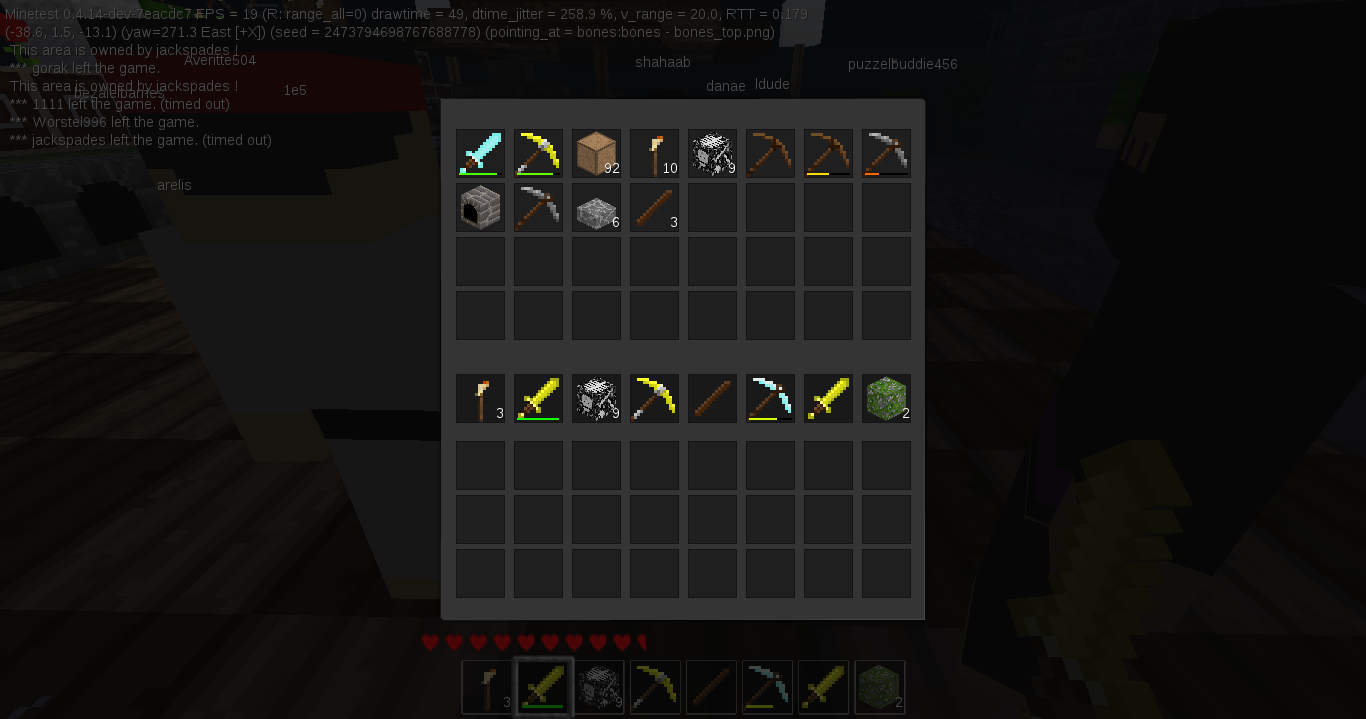 Minetest 0.4.14-dev-7eacdc7 FPS = 19 (R: range_all=0) drawtime = 49, dtime_jitter = 258.9 %, v_range = 20.0, RTT = 0.179
(-38.6, 1.5, -13.1) (yaw=271.3 East [+X]) (seed = 2473794698767688778) (pointing_at = bones:bones - bones_top.png)
This area is owned by jackspades !
Averitte504
shahaab
puzzelbuddie456
*** gorak left the game.
This area is owned by jackspades !
bezalelbarnes
1e5
danae
ldude
*** 1111 left the game. (timed out)
*** Worstel996 left the game.
*** jackspades left the game. (timed out)
arelis
92
10
9
6
3
3
9
2
3
9
2